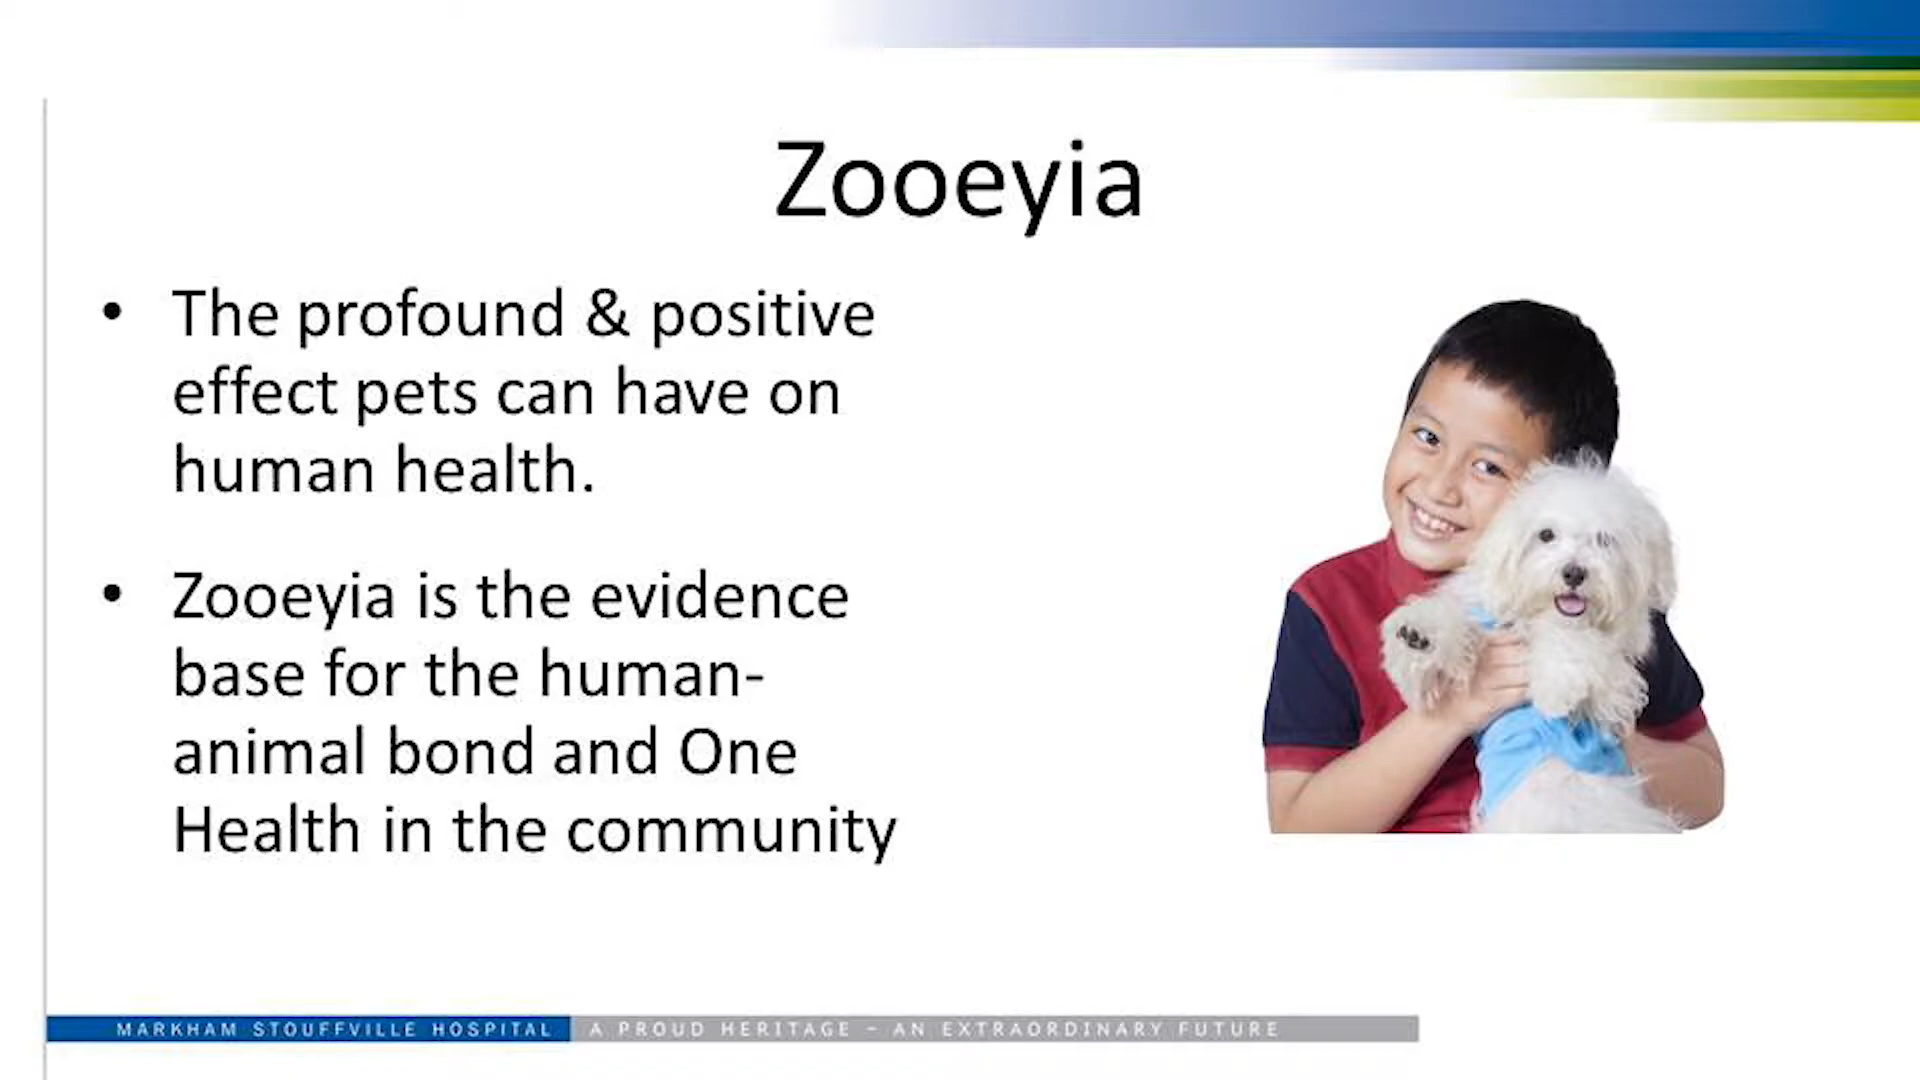 Zooeyia
• The profound & positive
effect pets can have on
human health.
• Zooeyia is the evidence
base for the human-
animal bond and One
Health in the community
MARKHAM STOUFFVILLE HOSPITAL A PROUD HERITAGE – AN EXTRAORDINARY FUTURE